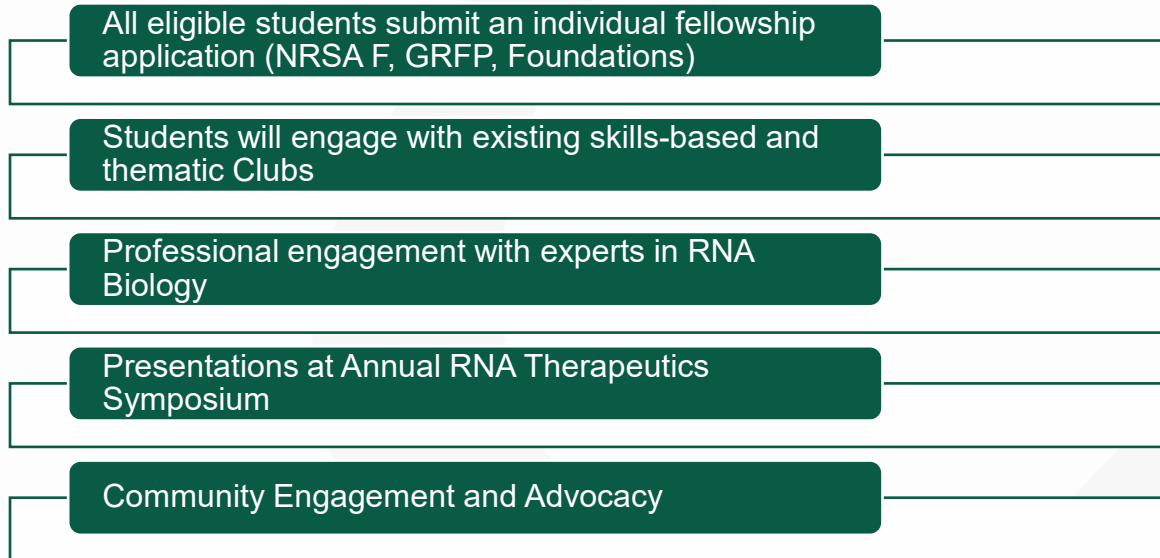 All eligible students submit an individual fellowship
application (NRSA F, GRFP, Foundations)
Students will engage with existing skills-based and
thematic Clubs
Professional engagement with experts in RNA
Biology
Presentations at Annual RNA Therapeutics
Symposium
Community Engagement and Advocacy